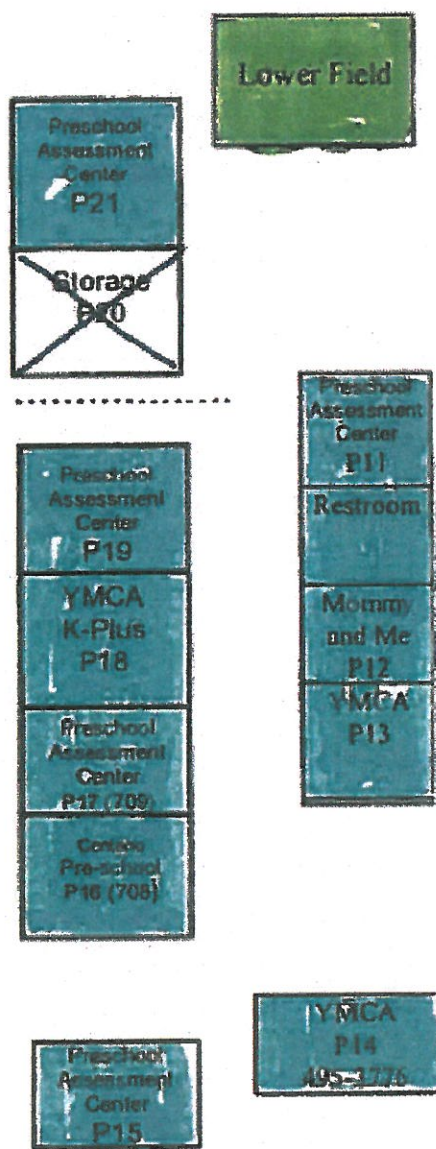 Lower Field
Preschool
Assessment
Center
P21
Storage
P20
Preschool
Assessment
Center
P11
Restroom
Mommy
and Me
P12
YMCA
P13
Preschool
Assessment
Center
P19
YMCA
K-Plus
P18
Preschool
Assessment
Center
P17 (709)
Pre-school
P16 (708)
YMCA
P14
495-3776
Preschool
Assessment
Center
P15